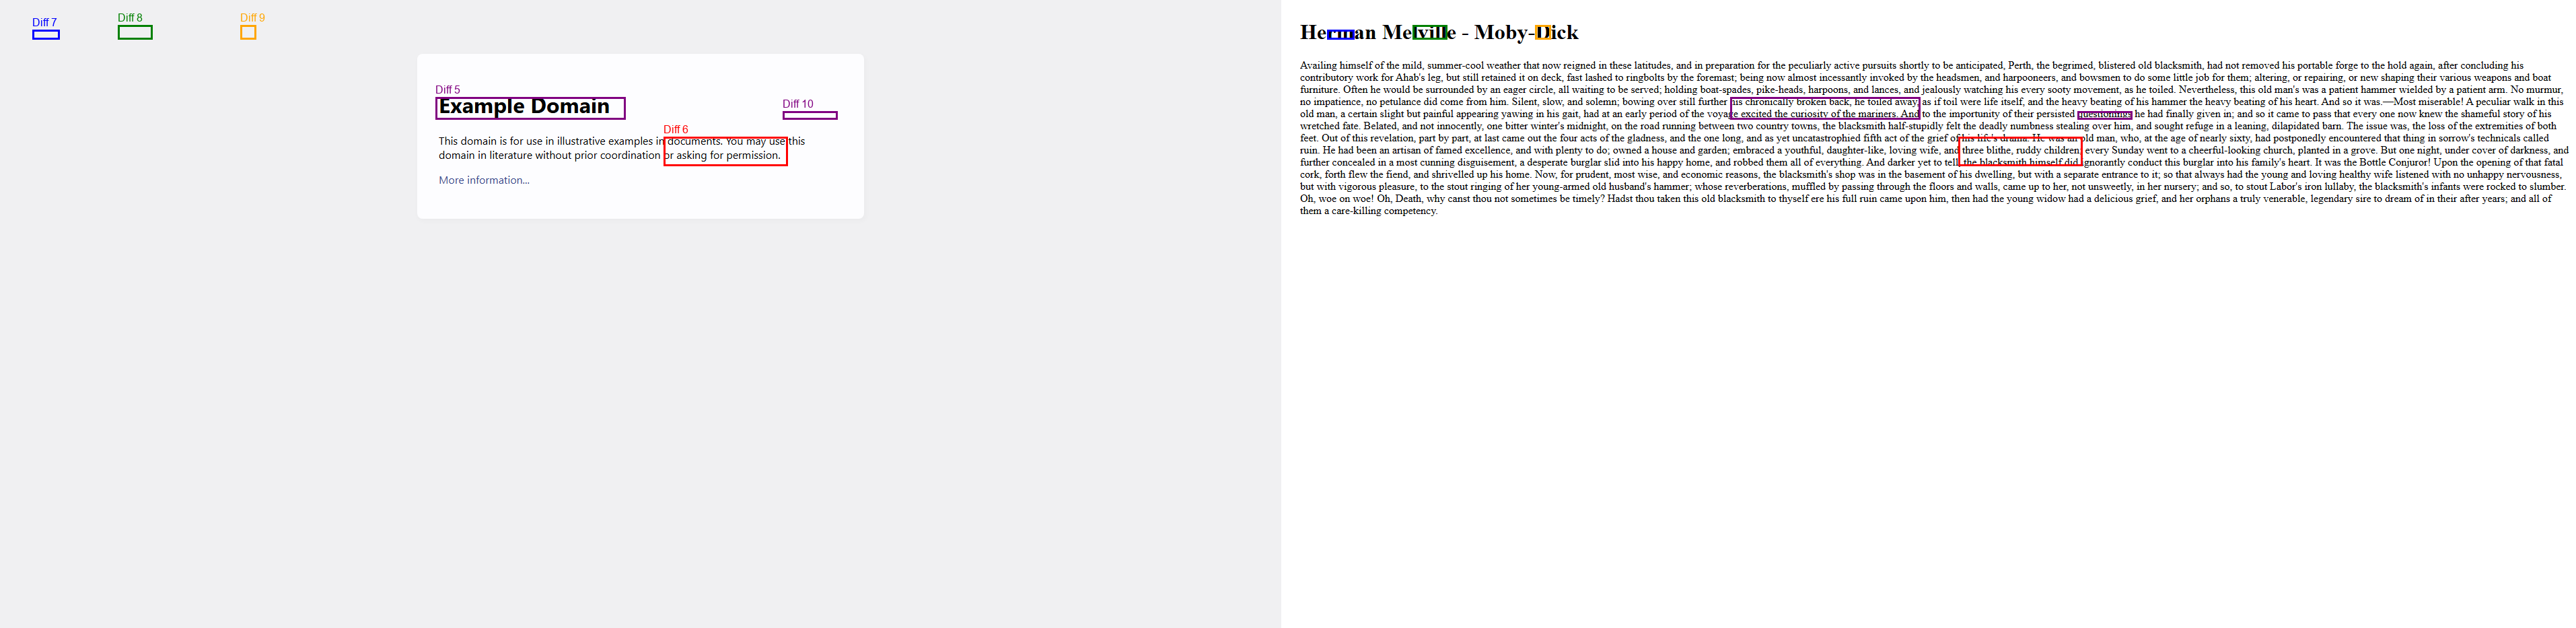 Diff 7
Diff 8
Diff 9
Diff 5
Example Domain
Diff 10
Diff 6
This domain is for use in illustrative examples in documents. You may use this
domain in literature without prior coordination or asking for permission.
More information...
Herman Melville - Moby-Dick
Availing himself of the mild, summer-cool weather that now reigned in these latitudes, and in preparation for the peculiarly active pursuits shortly to be anticipated, Perth, the begrimed, blistered old blacksmith, had not removed his portable forge to the hold again, after concluding his
contributory work for Ahab's leg, but still retained it on deck, fast lashed to ringbolts by the foremast; being now almost incessantly invoked by the headsmen, and harpooneers, and bowsmen to do some little job for them; altering, or repairing, or new shaping their various weapons and boat
furniture. Often he would be surrounded by an eager circle, all waiting to be served; holding boat-spades, pike-heads, harpoons, and lances, and jealously watching his every sooty movement, as he toiled. Nevertheless, this old man's was a patient hammer wielded by a patient arm. No murmur,
no impatience, no petulance did come from him. Silent, slow, and solemn; bowing over still further his chronically broken back, he toiled away, as if toil were life itself, and the heavy beating of his hammer the heavy beating of his heart. And so it was.—Most miserable! A peculiar walk in this
old man, a certain slight but painful appearing yawing in his gait, had at an early period of the voyage excited the curiosity of the mariners. And to the importunity of their persisted questionings he had finally given in; and so it came to pass that every one now knew the shameful story of his
wretched fate. Belated, and not innocently, one bitter winter's midnight, on the road running between two country towns, the blacksmith half-stupidly felt the deadly numbness stealing over him, and sought refuge in a leaning, dilapidated barn. The issue was, the loss of the extremities of both
feet. Out of this revelation, part by part, at last came out the four acts of the gladness, and the one long, and as yet uncatastrophied fifth act of the grief of his life's drama. He was an old man, who, at the age of nearly sixty, had postponedly encountered that thing in sorrow's technicals called
ruin. He had been an artisan of famed excellence, and with plenty to do; owned a house and garden; embraced a youthful, daughter-like, loving wife, and three blithe, ruddy children; every Sunday went to a cheerful-looking church, planted in a grove. But one night, under cover of darkness, and
further concealed in a most cunning disguisement, a desperate burglar slid into his happy home, and robbed them all of everything. And darker yet to tell, the blacksmith himself did ignorantly conduct this burglar into his family's heart. It was the Bottle Conjuror! Upon the opening of that fatal
cork, forth flew the fiend, and shrivelled up his home. Now, for prudent, most wise, and economic reasons, the blacksmith's shop was in the basement of his dwelling, but with a separate entrance to it; so that always had the young and loving healthy wife listened with no unhappy nervousness,
but with vigorous pleasure, to the stout ringing of her young-armed old husband's hammer; whose reverberations, muffled by passing through the floors and walls, came up to her, not unsweetly, in her nursery; and so, to stout Labor's iron lullaby, the blacksmith's infants were rocked to slumber.
Oh, woe on woe! Oh, Death, why canst thou not sometimes be timely? Hadst thou taken this old blacksmith to thyself ere his full ruin came upon him, then had the young widow had a delicious grief, and her orphans a truly venerable, legendary sire to dream of in their after years; and all of
them a care-killing competency.